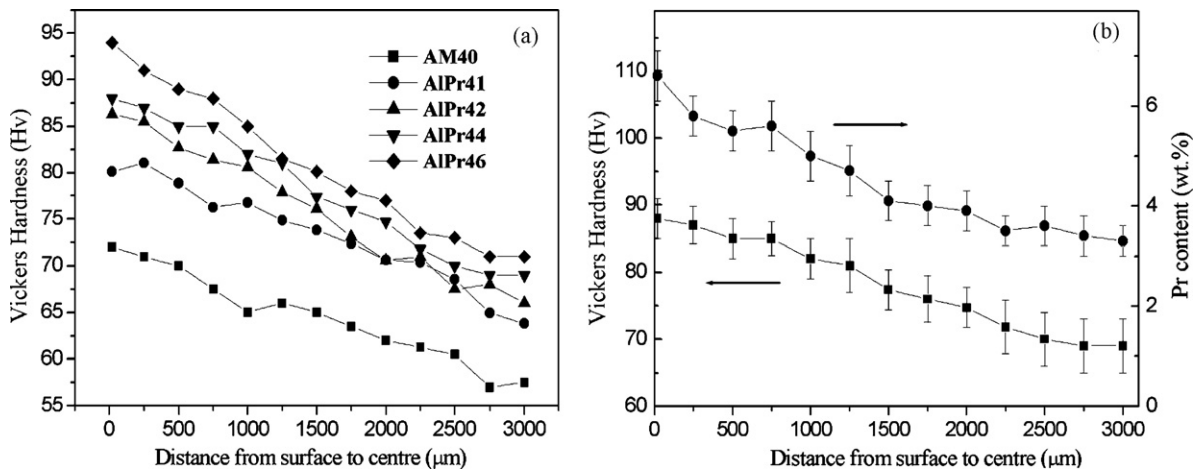 (a)
AM40
AlPr41
AlPr42
AlPr44
AlPr46
Vickers Hardness (Hv)
95
90
85
80
75
70
65
60
55
0 500 1000 1500 2000 2500 3000
Distance from surface to centre (μm)
(b)
Vickers Hardness (Hv)
110
100
90
80
70
60
Pr content (wt.%)
6
4
2
0
0 500 1000 1500 2000 2500 3000
Distance from surface to centre (μm)